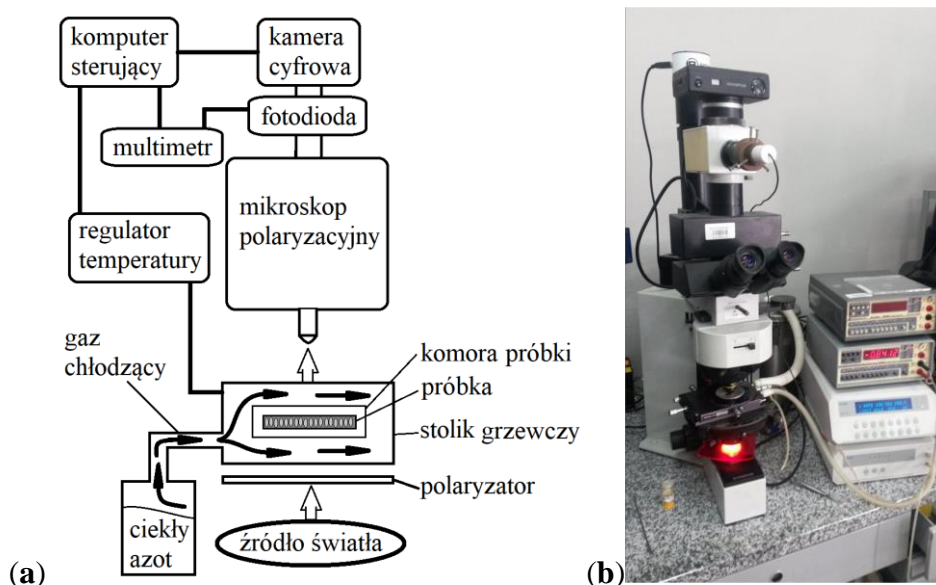 komputer
sterujący
kamera
cyfrowa
fotodioda
multimetr
mikroskop
polaryzacyjny
regulator
temperatury
gaz
chłodzący
komora próbki
próbka
stolik grzewczy
polaryzator
ciekły
azot
źródło światła
(a)
(b)